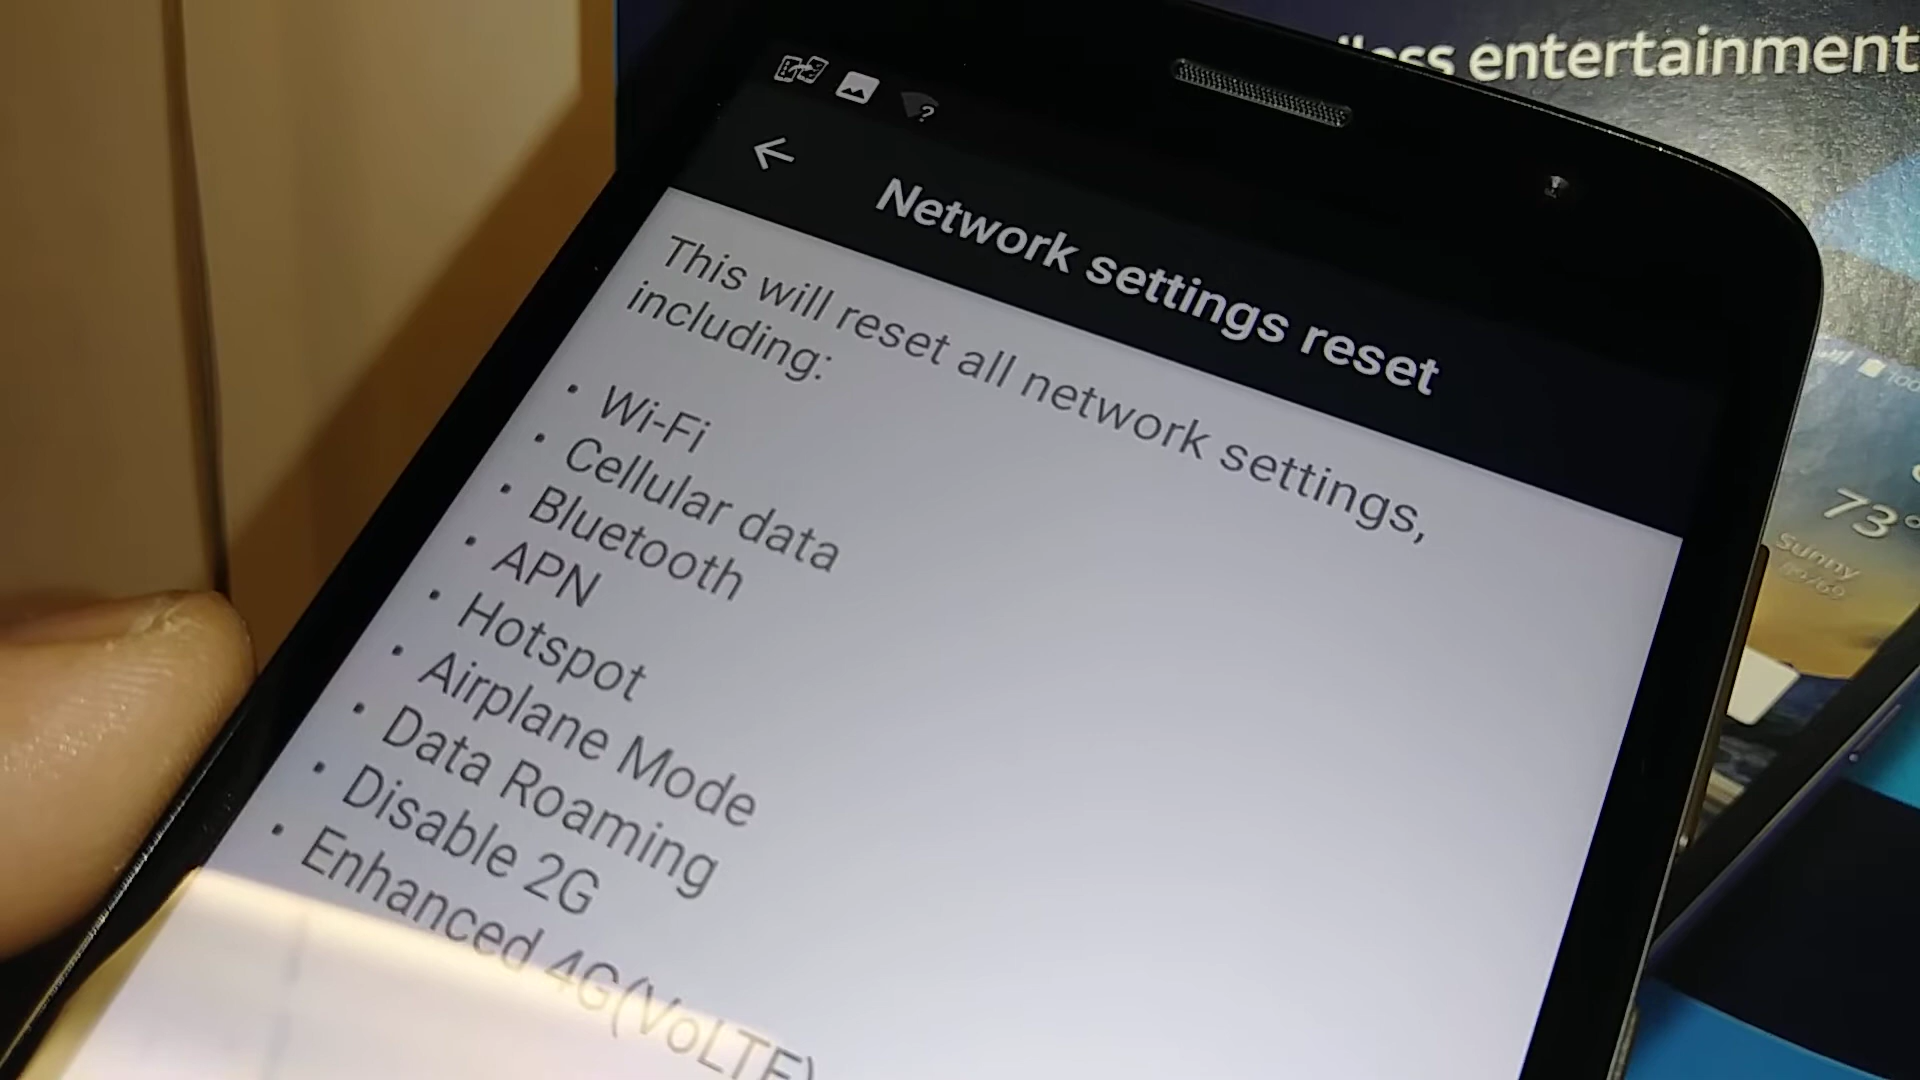 entertainment
Network settings reset
This will reset all network settings,
including:
• Wi-Fi
• Cellular data
• Bluetooth
• APN
• Hotspot
• Airplane Mode
• Data Roaming
• Disable 2G
• Enhanced 4G(VoLTE)
73°
Sunny